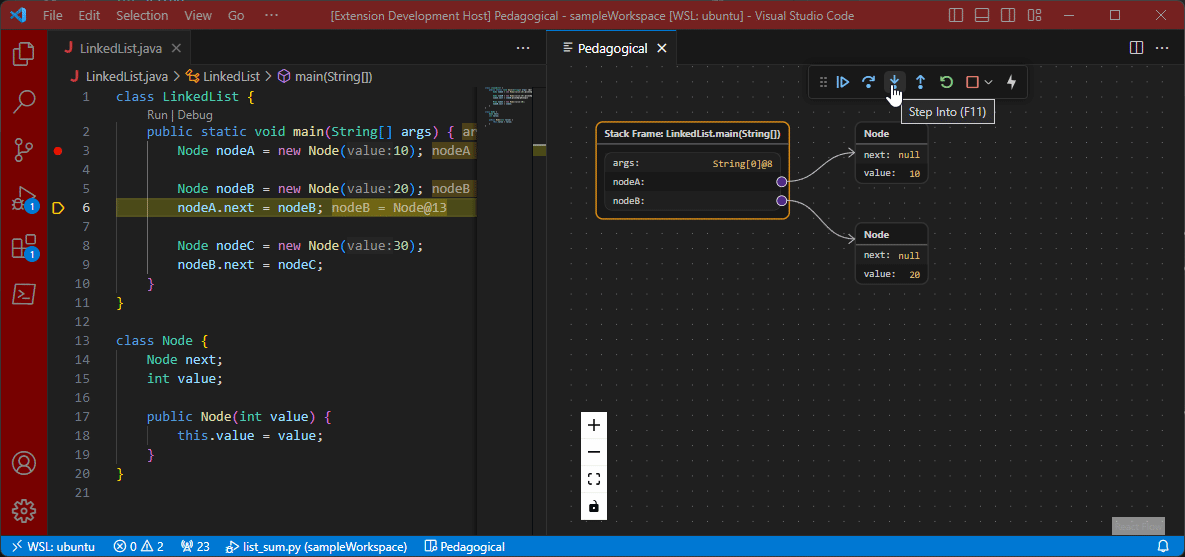 File Edit Selection View Go ··· [Extension Development Host] Pedagogical - sampleWorkspace [WSL: ubuntu] - Visual Studio Code
J LinkedList.java
J LinkedList.java > LinkedList > main(String[])
1 class LinkedList {
Run | Debug
2 public static void main(String[] args) { ar
3 Node nodeA = new Node(value:10); nodeA
4
5 Node nodeB = new Node(value:20); nodeB
6 nodeA.next = nodeB; nodeB = Node@13
7
8 Node nodeC = new Node(value:30);
9 nodeB.next = nodeC;
10 }
11 }
12
13 class Node {
14 Node next;
15 int value;
16
17 public Node(int value) {
18 this.value = value;
19 }
20 }
21
1
1
Pedagogical
Step Into (F11)
Stack Frame: LinkedList.main(String[])
args: String[0]@8
nodeA:
nodeB:
Node
next: null
value: 10
Node
next: null
value: 20
WSL: ubuntu 0 2 23 list_sum.py (sampleWorkspace) Pedagogical